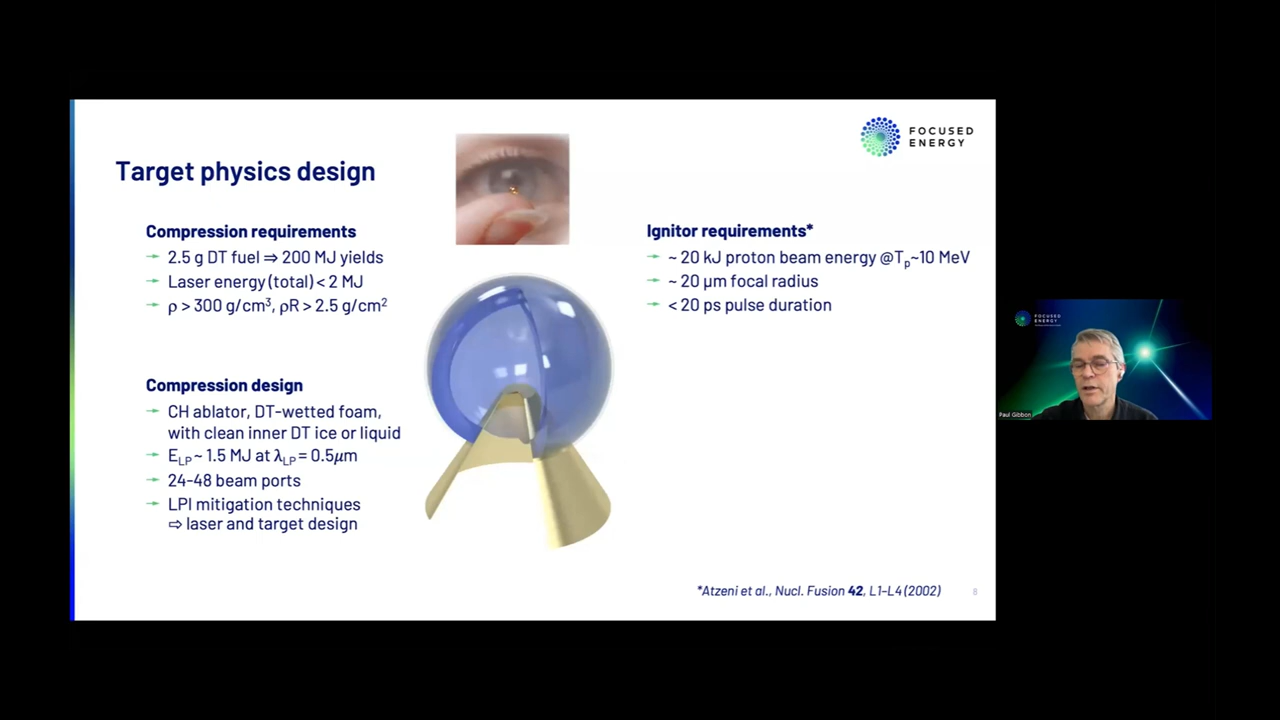 FOCUSED
ENERGY
Target physics design
Compression requirements
→ 2.5 g DT fuel ⇒ 200 MJ yields
→ Laser energy (total) < 2 MJ
→ ρ > 300 g/cm³, ρR > 2.5 g/cm²
Compression design
→ CH ablator, DT-wetted foam,
with clean inner DT ice or liquid
→ E_LP ~ 1.5 MJ at λ_LP = 0.5μm
→ 24-48 beam ports
→ LPI mitigation techniques
⇨ laser and target design
Ignitor requirements*
→ ~ 20 kJ proton beam energy @T_p~10 MeV
→ ~ 20 μm focal radius
→ < 20 ps pulse duration
*Atzeni et al., Nucl. Fusion 42, L1-L4 (2002)
8
FOCUSED
ENERGY
Paul Gibbon